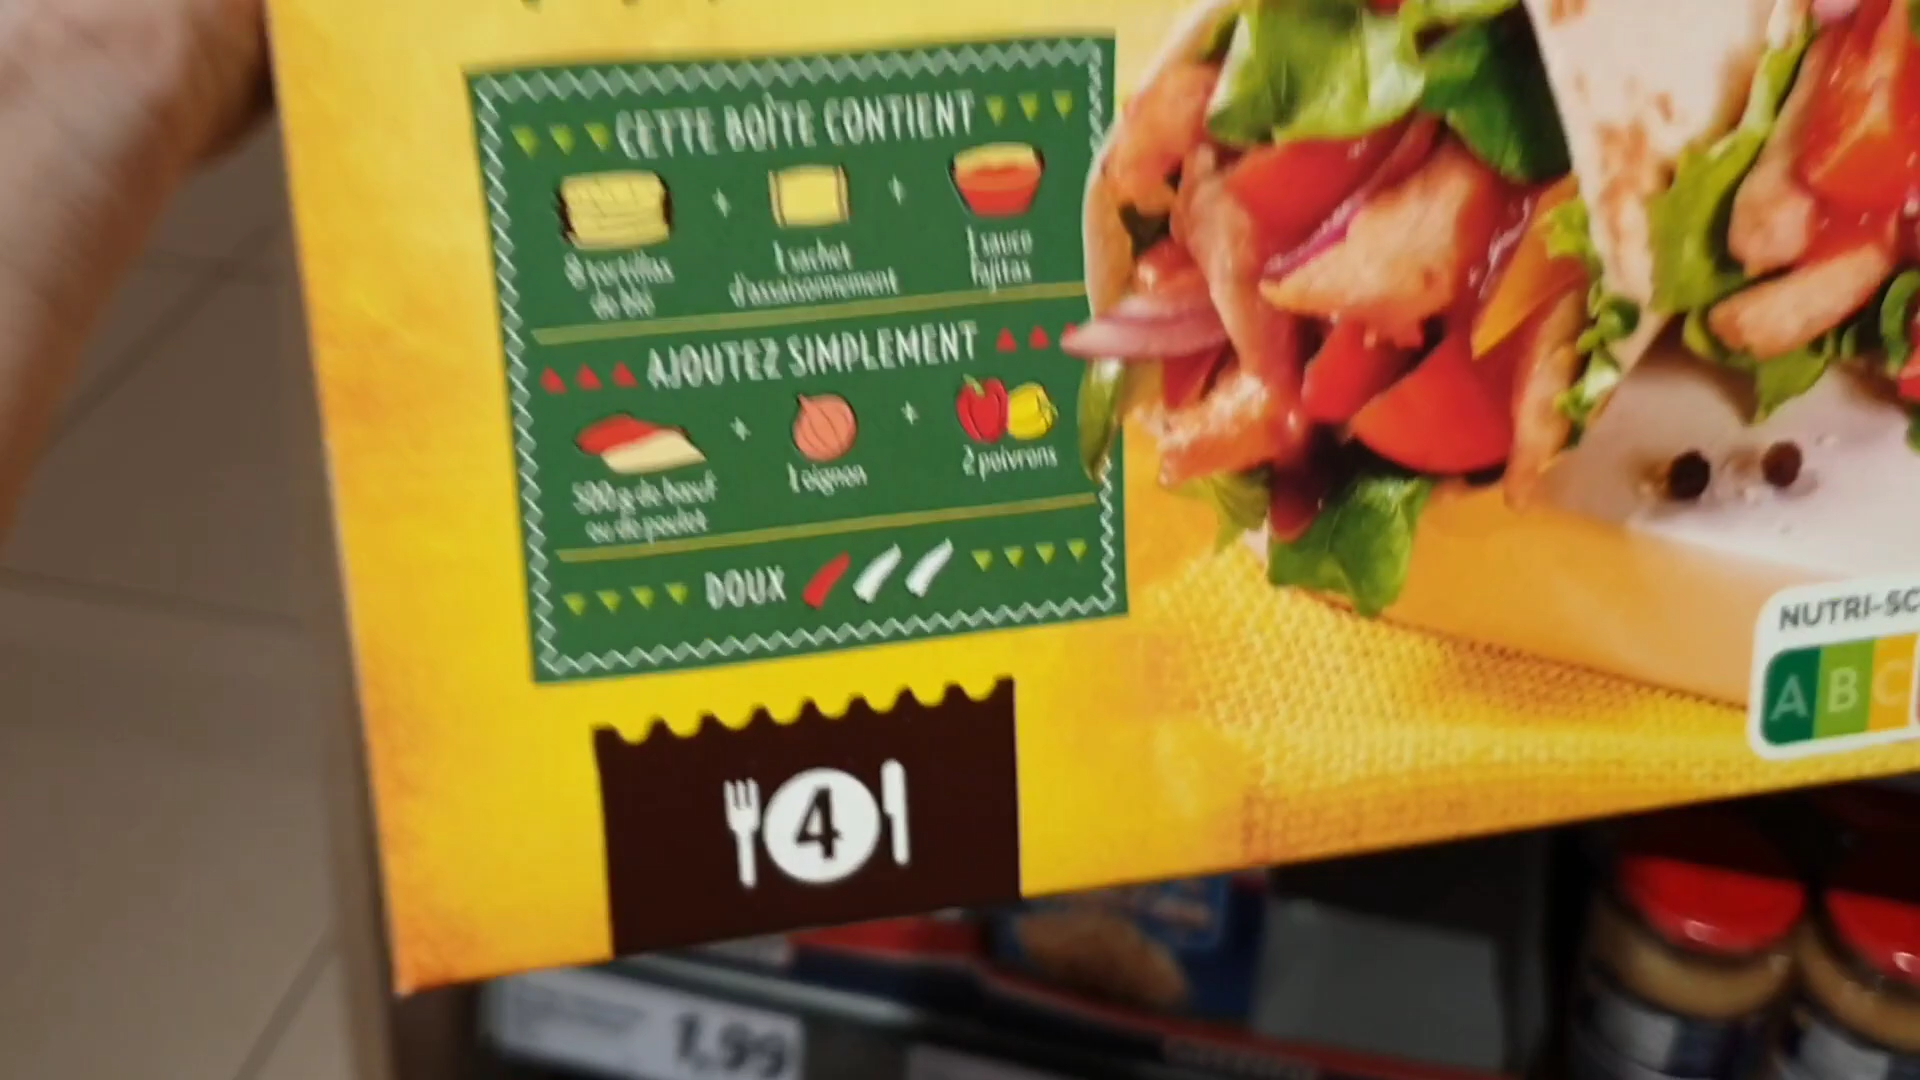 CETTE BOÎTE CONTIENT
8 tortillas
de blé
1 sachet
d'assaisonnement
1 sauce
fajitas
AJOUTEZ SIMPLEMENT
500 g de bœuf
ou de poulet
1 oignon
2 poivrons
DOUX
4
NUTRI-SC
A B C
1,99